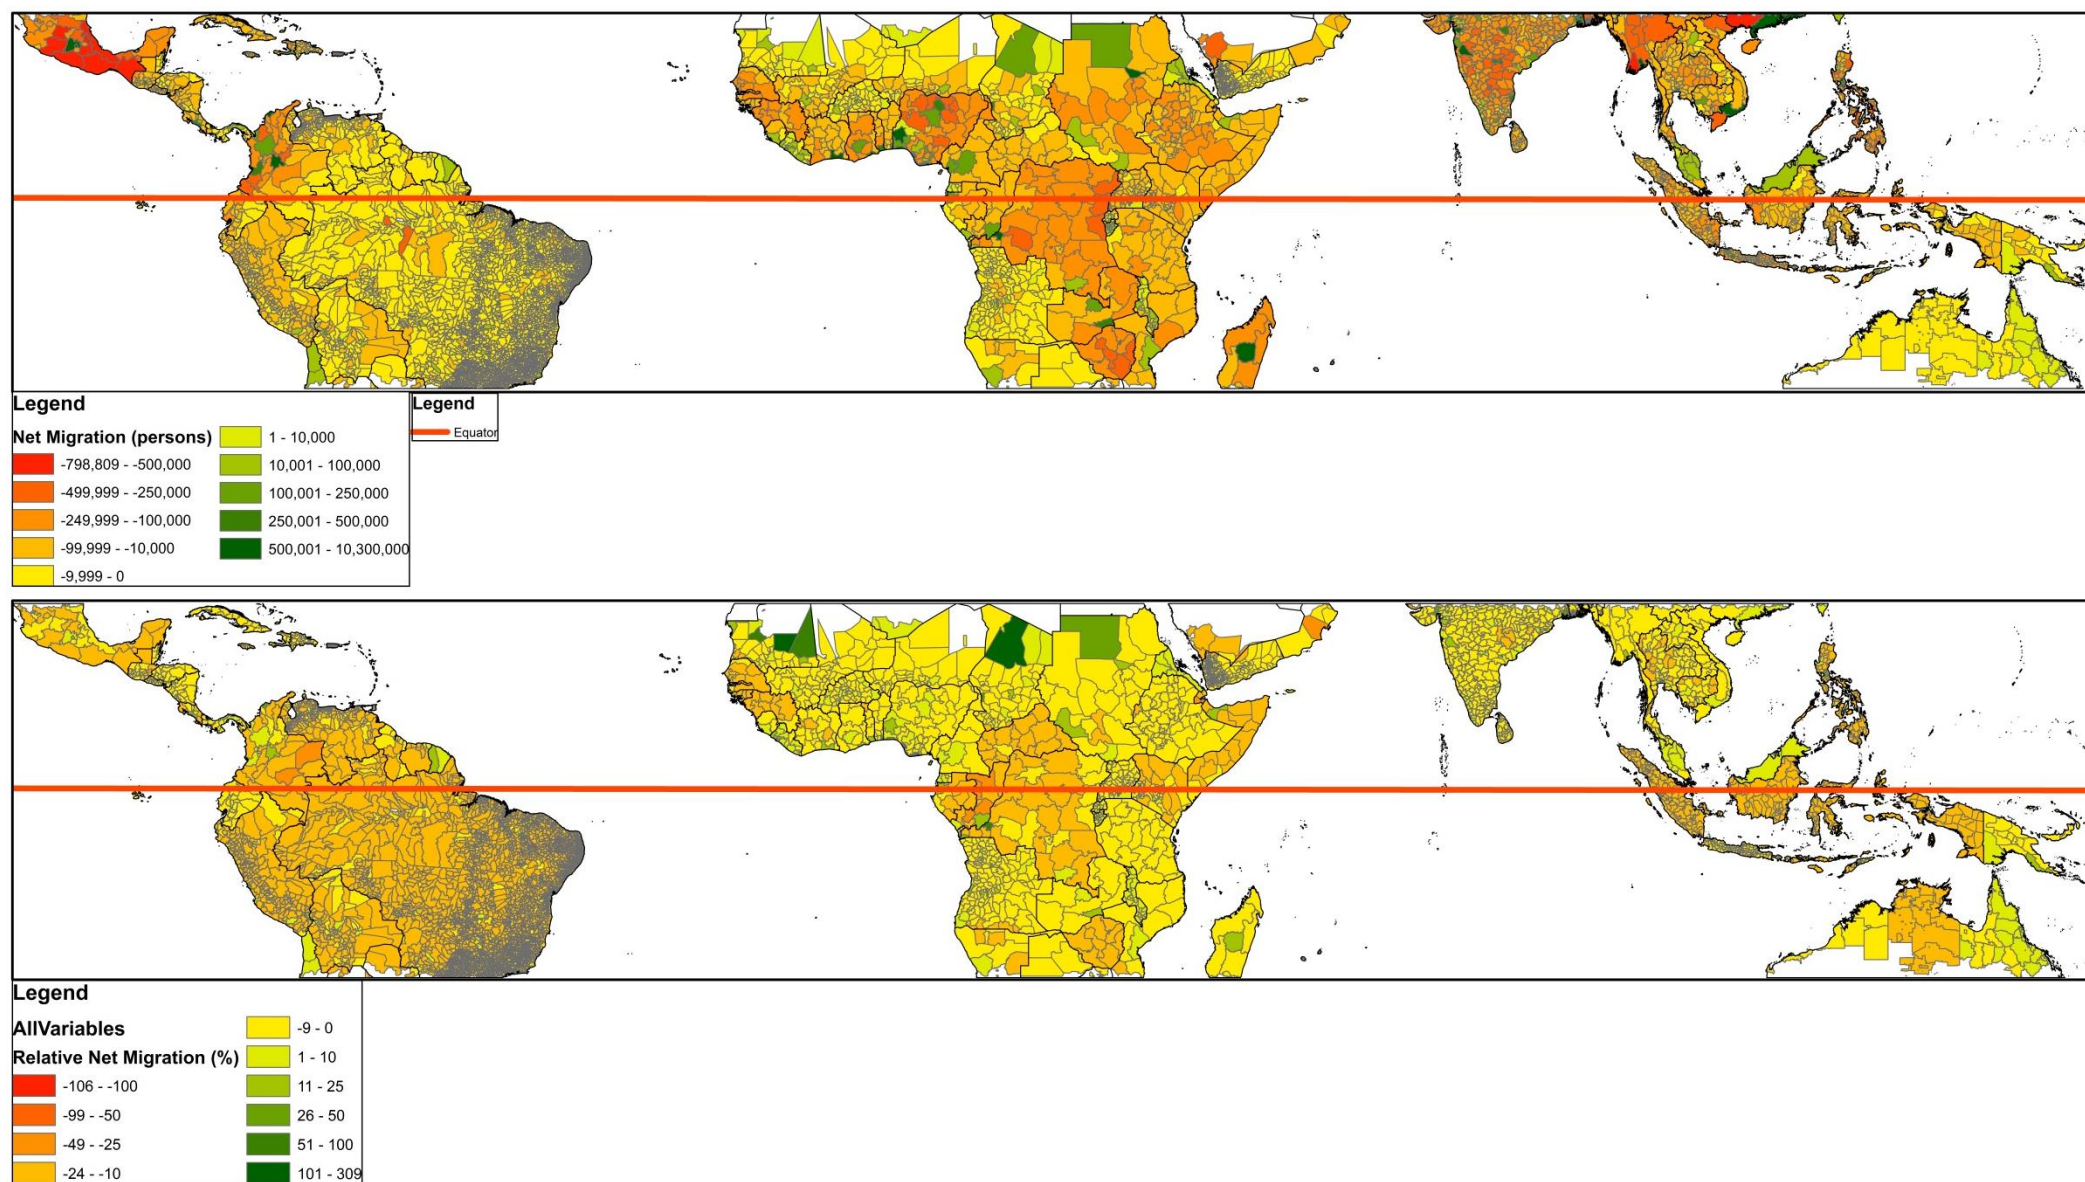 Legend
Net Migration (persons)
-798,809 - -500,000
-499,999 - -250,000
-249,999 - -100,000
-99,999 - -10,000
-9,999 - 0
1 - 10,000
10,001 - 100,000
100,001 - 250,000
250,001 - 500,000
500,001 - 10,300,000
Legend
Equator
Legend
AllVariables
Relative Net Migration (%)
-106 - -100
-99 - -50
-49 - -25
-24 - -10
-9 - 0
1 - 10
11 - 25
26 - 50
51 - 100
101 - 309